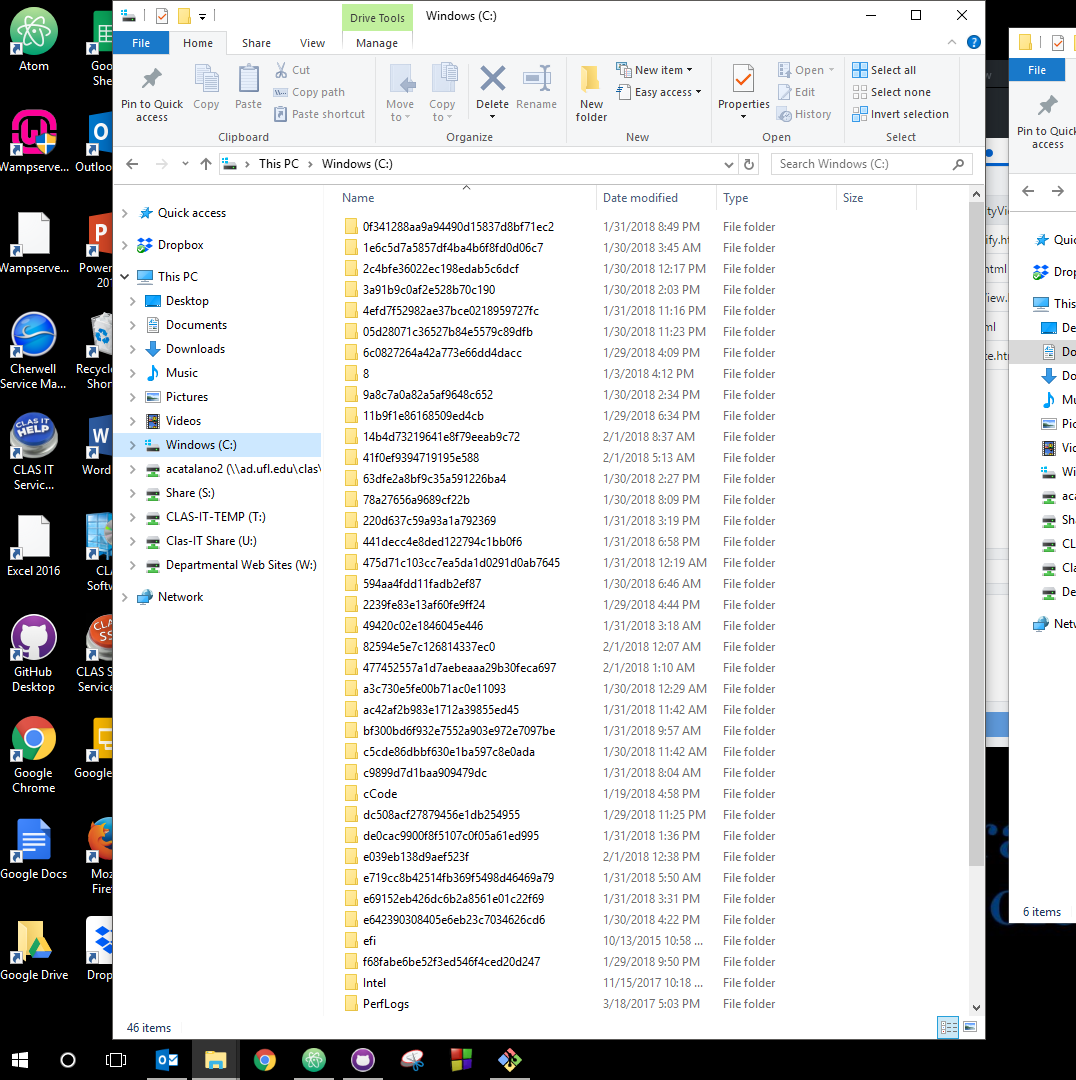 Drive Tools
Windows (C:)
File
Home
Share
View
Manage
Pin to Quick access
Copy
Paste
Cut
Copy path
Paste shortcut
Clipboard
Move to
Copy to
Delete
Rename
Organize
New folder
New item
Easy access
New
Properties
Open
Edit
History
Open
Select all
Select none
Invert selection
Select
This PC > Windows (C:)
Search Windows (C:)
Quick access
Dropbox
This PC
Desktop
Documents
Downloads
Music
Pictures
Videos
Windows (C:)
acatalano2 (\\ad.ufl.edu\clas\
Share (S:)
CLAS-IT-TEMP (T:)
Clas-IT Share (U:)
Departmental Web Sites (W:)
Network
Name Date modified Type Size
0f341288aa9a94490d15837d8bf71ec2 1/31/2018 8:49 PM File folder
1e6c5d7a5857df4ba4b6f8fd0d06c7 1/30/2018 3:45 AM File folder
2c4bfe36022ec198edab5c6dcf 1/30/2018 12:17 PM File folder
3a91b9c0af2e528b70c190 1/30/2018 2:03 PM File folder
4efd7f52982ae37bce0218959727fc 1/31/2018 11:16 PM File folder
05d28071c36527b84e5579c89dfb 1/30/2018 11:23 PM File folder
6c0827264a42a773e66dd4dacc 1/29/2018 4:09 PM File folder
8 1/3/2018 4:12 PM File folder
9a8c7a0a82a5af9648c652 1/30/2018 2:34 PM File folder
11b9f1e86168509ed4cb 1/29/2018 6:34 PM File folder
14b4d73219641e8f79eeab9c72 2/1/2018 8:37 AM File folder
41f0ef9394719195e588 2/1/2018 5:13 AM File folder
63dfe2a8bf9c35a591226ba4 1/30/2018 2:27 PM File folder
78a27656a9689cf22b 1/30/2018 8:09 PM File folder
220d637c59a93a1a792369 1/31/2018 3:19 PM File folder
441decc4e8ded122794c1bb0f6 1/31/2018 6:58 PM File folder
475d71c103cc7ea5da1d0291d0ab7645 1/31/2018 12:19 AM File folder
594aa4fdd11fadb2ef87 1/30/2018 6:46 AM File folder
2239fe83e13af60fe9ff24 1/29/2018 4:44 PM File folder
49420c02e1846045e446 1/31/2018 3:18 AM File folder
82594e5e7c126814337ec0 2/1/2018 12:07 AM File folder
477452557a1d7aebeaaa29b30feca697 2/1/2018 1:10 AM File folder
a3c730e5fe00b71ac0e11093 1/30/2018 12:29 AM File folder
ac42af2b983e1712a39855ed45 1/31/2018 11:42 AM File folder
bf300bd6f932e7552a903e972e7097be 1/31/2018 9:57 AM File folder
c5cde86dbbf630e1ba597c8e0ada 1/30/2018 11:42 AM File folder
c9899d7d1baa909479dc 1/31/2018 8:04 AM File folder
cCode 1/19/2018 4:58 PM File folder
dc508acf27879456e1db254955 1/29/2018 11:25 PM File folder
de0cac9900f8f5107c0f05a61ed995 1/31/2018 1:36 PM File folder
e039eb138d9aef523f 2/1/2018 12:38 PM File folder
e719cc8b42514fb369f5498d46469a79 1/31/2018 5:50 AM File folder
e69152eb426dc6b2a8561e01c22f69 1/31/2018 3:31 PM File folder
e642390308405e6eb23c7034626cd6 1/30/2018 4:22 PM File folder
efi 10/13/2015 10:58 ... File folder
f68fabe6be52f3ed546f4ced20d247 1/29/2018 9:50 PM File folder
Intel 11/15/2017 10:18 ... File folder
PerfLogs 3/18/2017 5:03 PM File folder
46 items
Atom
Wampserve...
Wampserve...
Cherwell
Service Ma...
CLAS IT
Servic...
Excel 2016
GitHub
Desktop
Google
Chrome
Google Docs
Google Drive
Goo
She
Outloo
Powe
201
Recycl
Shor
Word
CLA
Softw
CLAS S
Service
Google
Moz
Firef
Drop
File
Pin to Quick
access
Quic
Drop
This
De
Do
Do
Mu
Pic
Vic
Wi
aca
Sha
CL
Cla
De
Netw
6 items